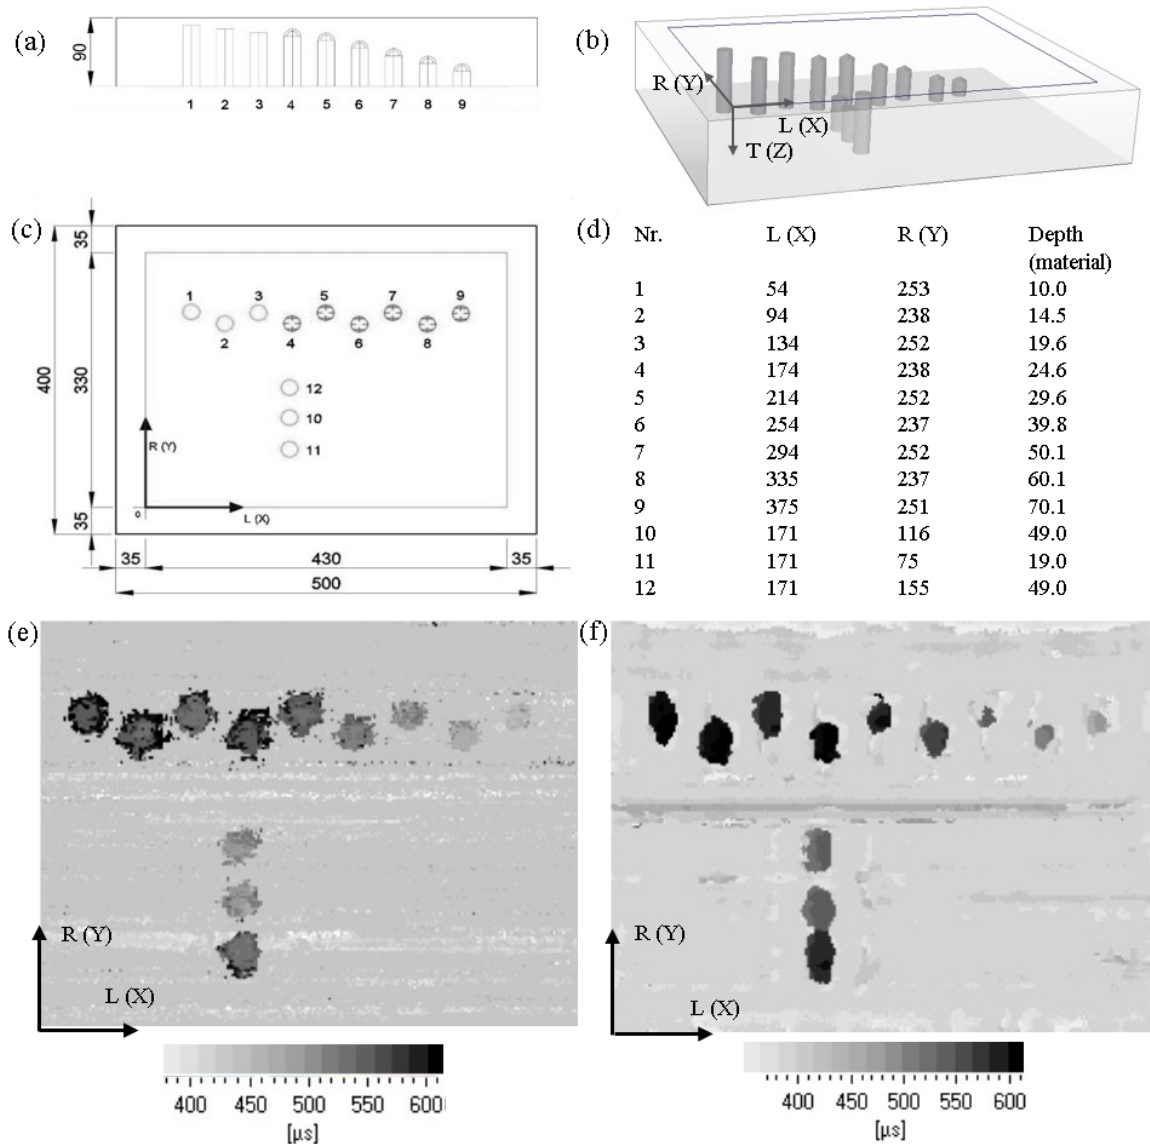 (a)
90
1 2 3 4 5 6 7 8 9
(b)
R (Y)
L (X)
T (Z)
(c)
35
400
330
35
1 3 5 7 9
2 4 6 8
12
10
11
R (Y)
0
L (X)
35 430 35
500
(d)
Nr. L (X) R (Y) Depth
(material)
1 54 253 10.0
2 94 238 14.5
3 134 252 19.6
4 174 238 24.6
5 214 252 29.6
6 254 237 39.8
7 294 252 50.1
8 335 237 60.1
9 375 251 70.1
10 171 116 49.0
11 171 75 19.0
12 171 155 49.0
(e)
R (Y)
L (X)
400 450 500 550 600
[µs]
(f)
R (Y)
L (X)
400 450 500 550 600
[µs]